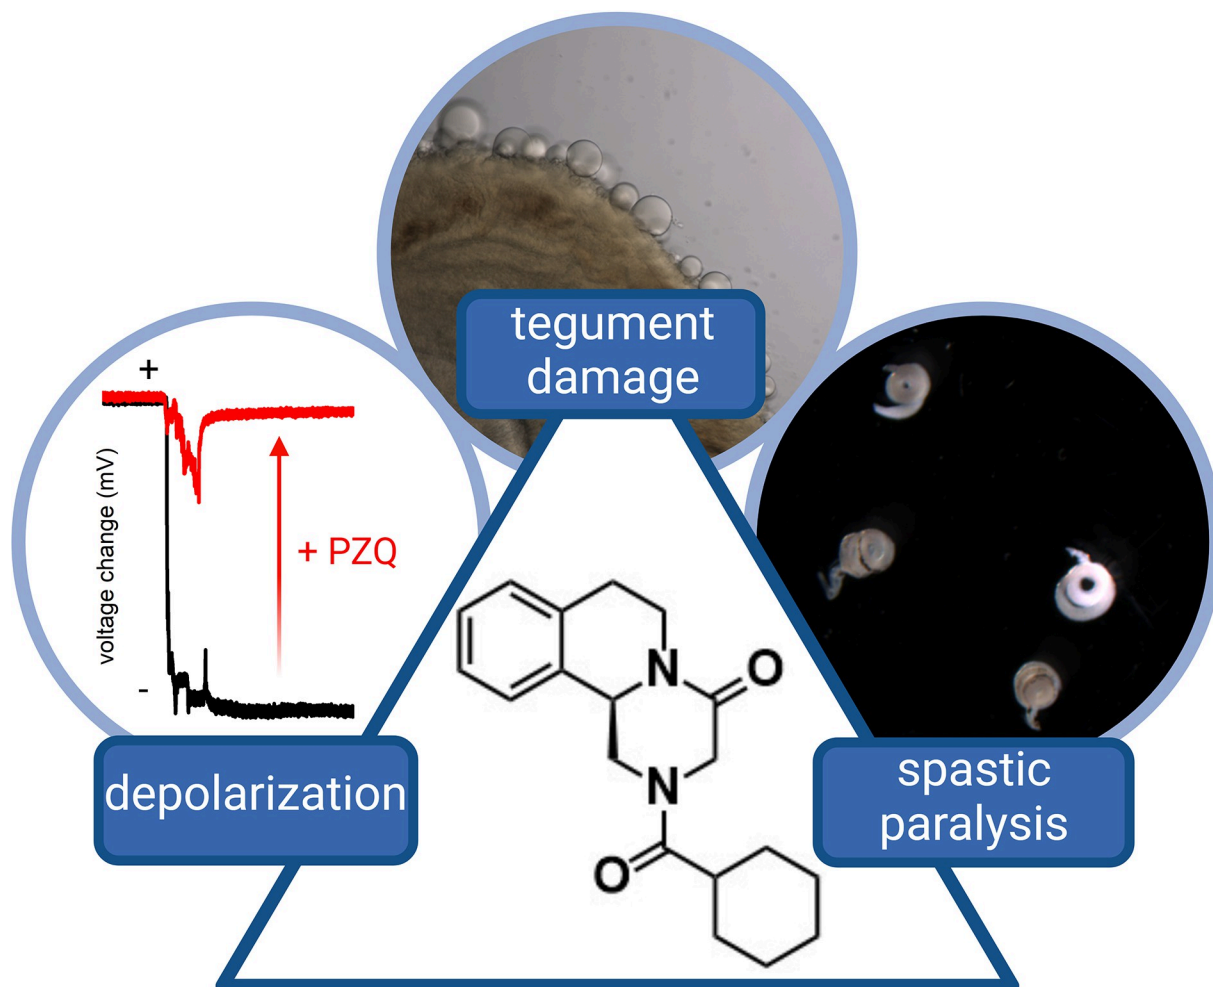 tegument
damage
+
voltage change (mV)
+ PZQ
-
depolarization
spastic
paralysis
N
O
N
O